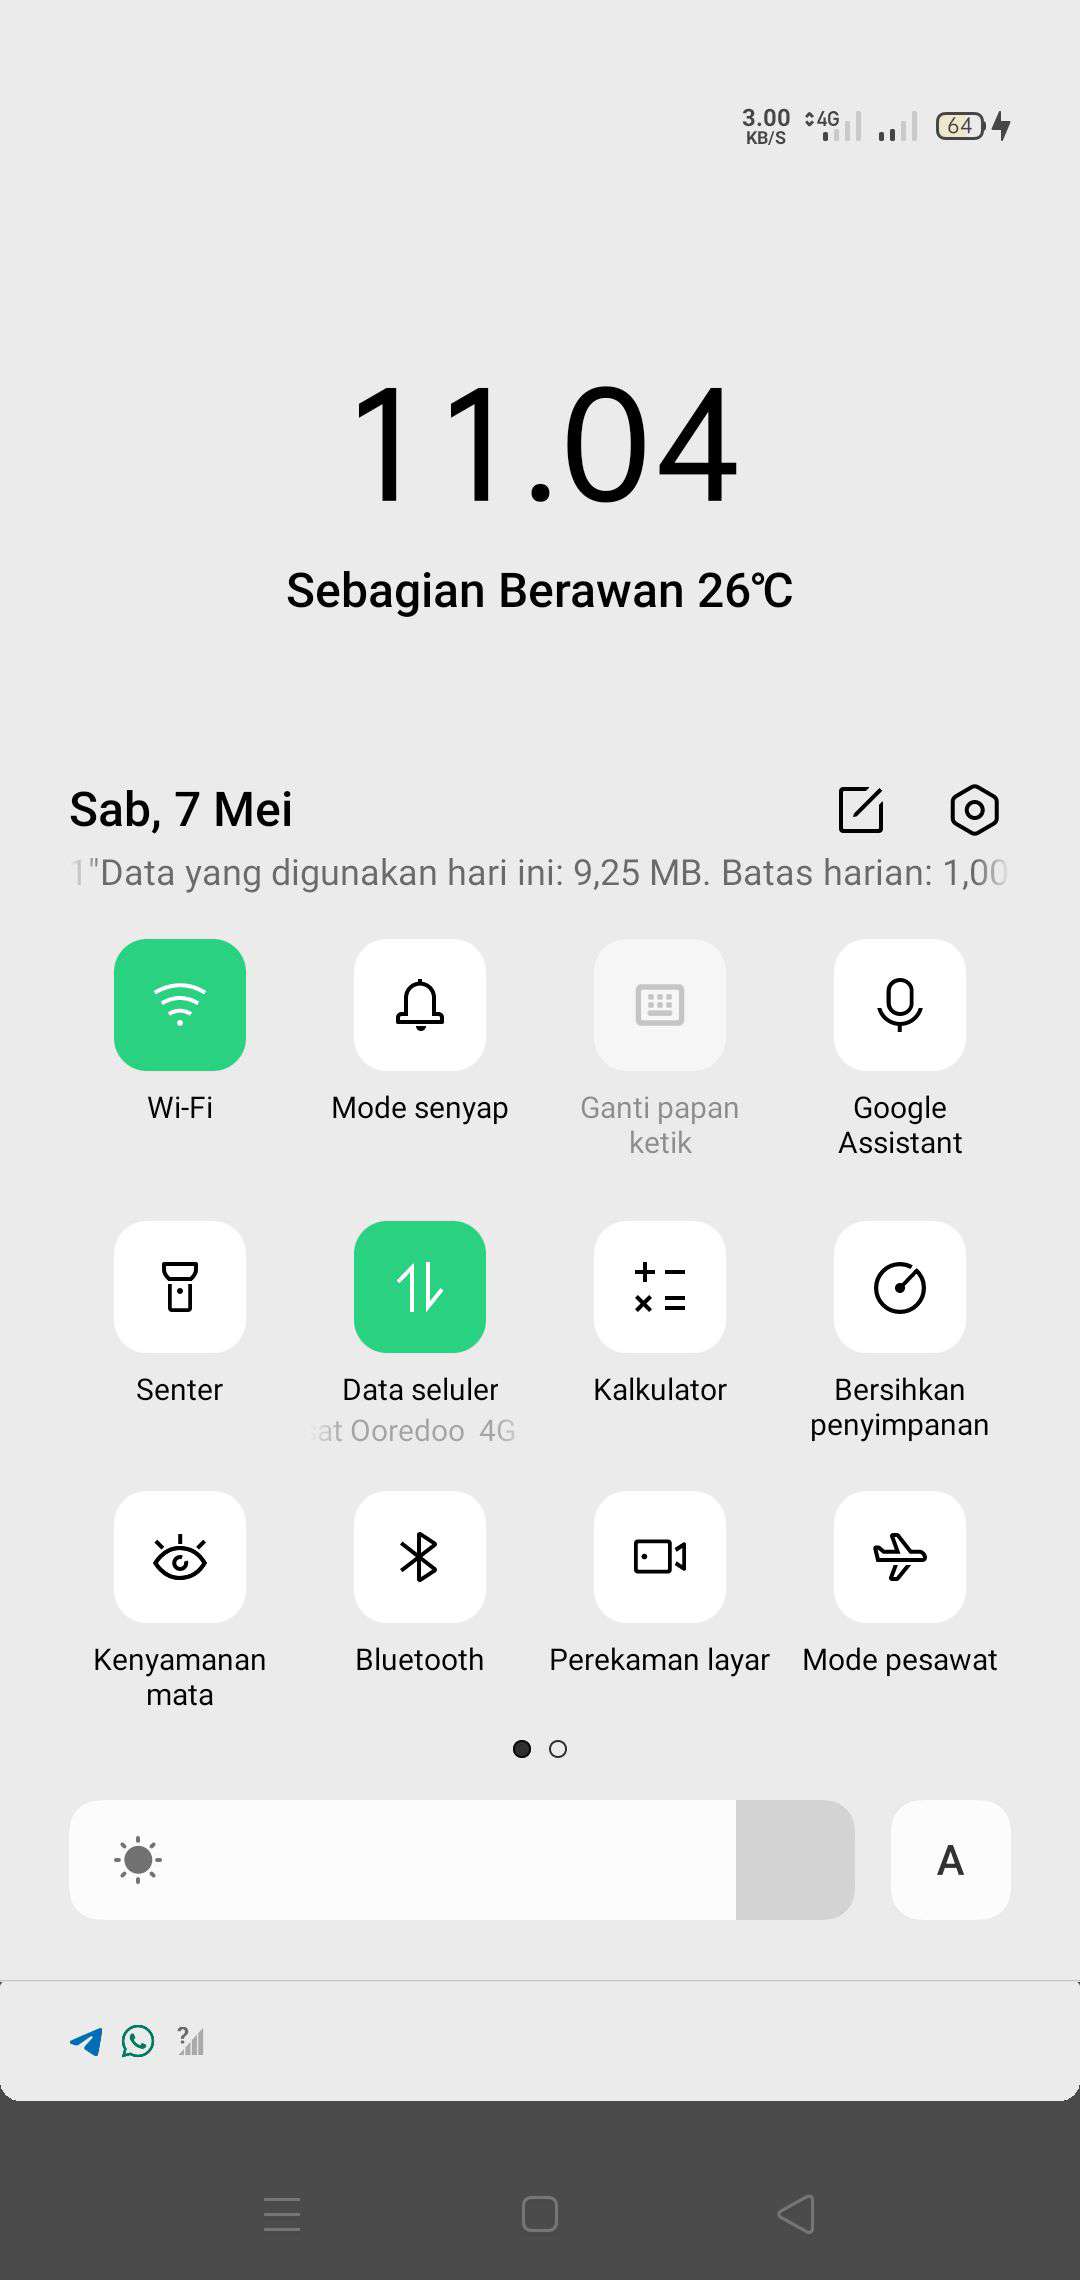 3.00
KB/S
4G
64
11.04
Sebagian Berawan 26°C
Sab, 7 Mei
1"Data yang digunakan hari ini: 9,25 MB. Batas harian: 1,00
Wi-Fi
Mode senyap
Ganti papan
ketik
Google
Assistant
Senter
Data seluler
Ooredoo 4G
Kalkulator
Bersihkan
penyimpanan
Kenyamanan
mata
Bluetooth
Perekaman layar
Mode pesawat
A
?